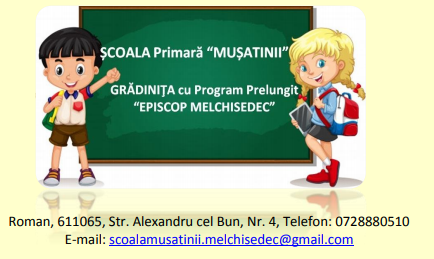 ȘCOALA Primară “MUȘATINII”
GRĂDINIŢA cu Program Prelungit
“EPISCOP MELCHISEDEC”
Roman, 611065, Str. Alexandru cel Bun, Nr. 4, Telefon: 0728880510
E-mail: scoalamusatinii.melchisedec@gmail.com